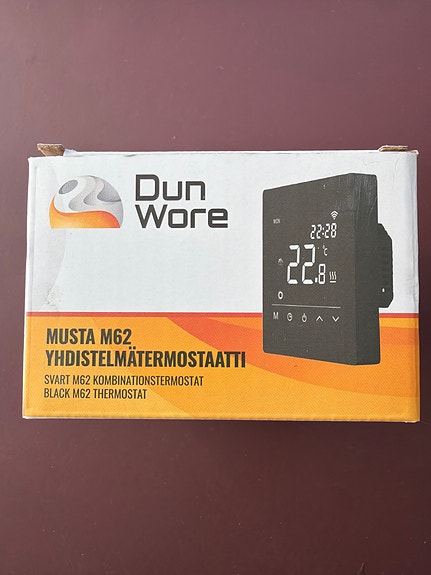 Dun
Wore
MON
22:28
°C
22.8
M
MUSTA M62
YHDISTELMÄTERMOSTAATTI
SVART M62 KOMBINATIONSTERMOSTAT
BLACK M62 THERMOSTAT